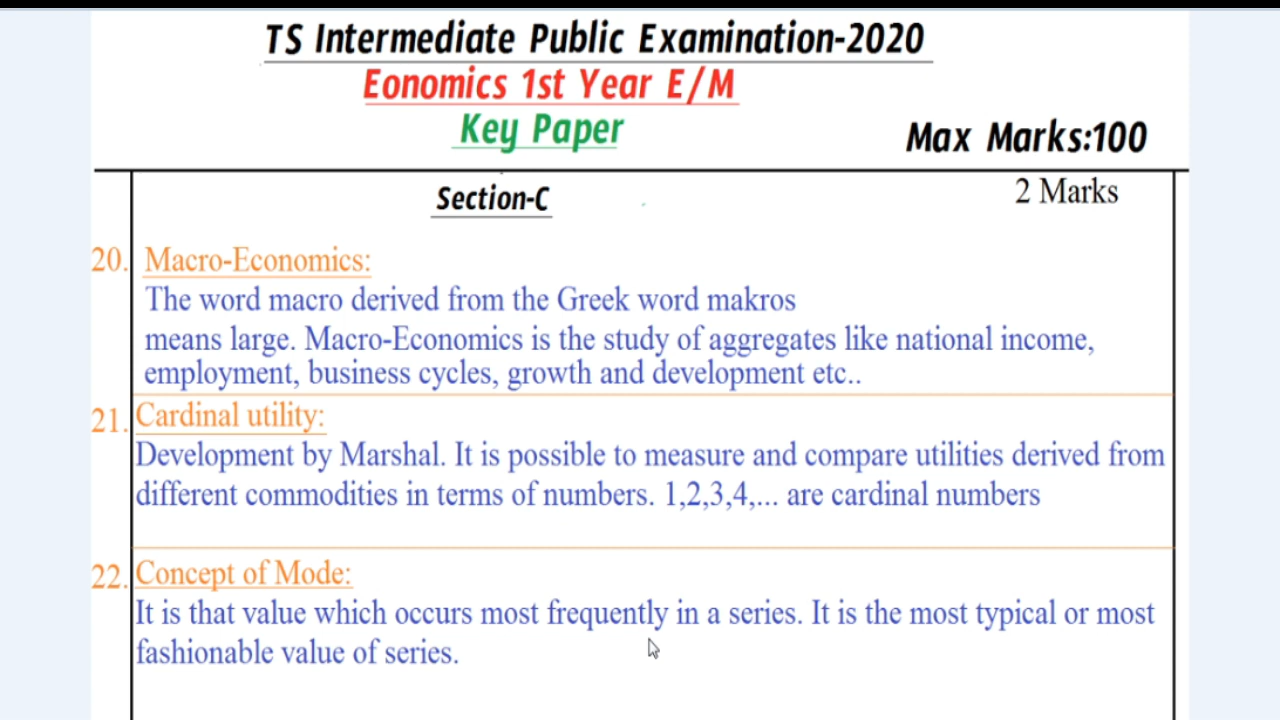 TS Intermediate Public Examination-2020
Eonomics 1st Year E/M
Key Paper
Max Marks:100
Section-C
2 Marks
20. Macro-Economics:
The word macro derived from the Greek word makros
means large. Macro-Economics is the study of aggregates like national income,
employment, business cycles, growth and development etc..
21. Cardinal utility:
Development by Marshal. It is possible to measure and compare utilities derived from
different commodities in terms of numbers. 1,2,3,4,... are cardinal numbers
22. Concept of Mode:
It is that value which occurs most frequently in a series. It is the most typical or most
fashionable value of series.